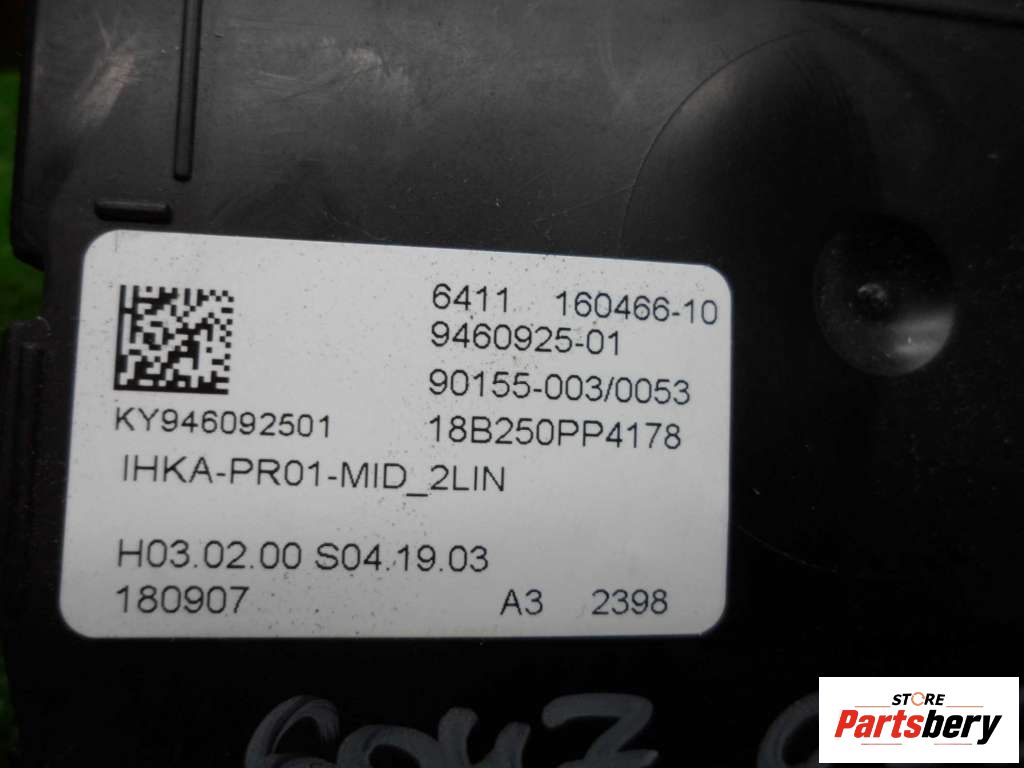 6411 160466-10
9460925-01
90155-003/0053
KY946092501 18B250PP4178
IHKA-PR01-MID_2LIN
H03.02.00 S04.19.03
180907 A3 2398
STORE
Partsbery